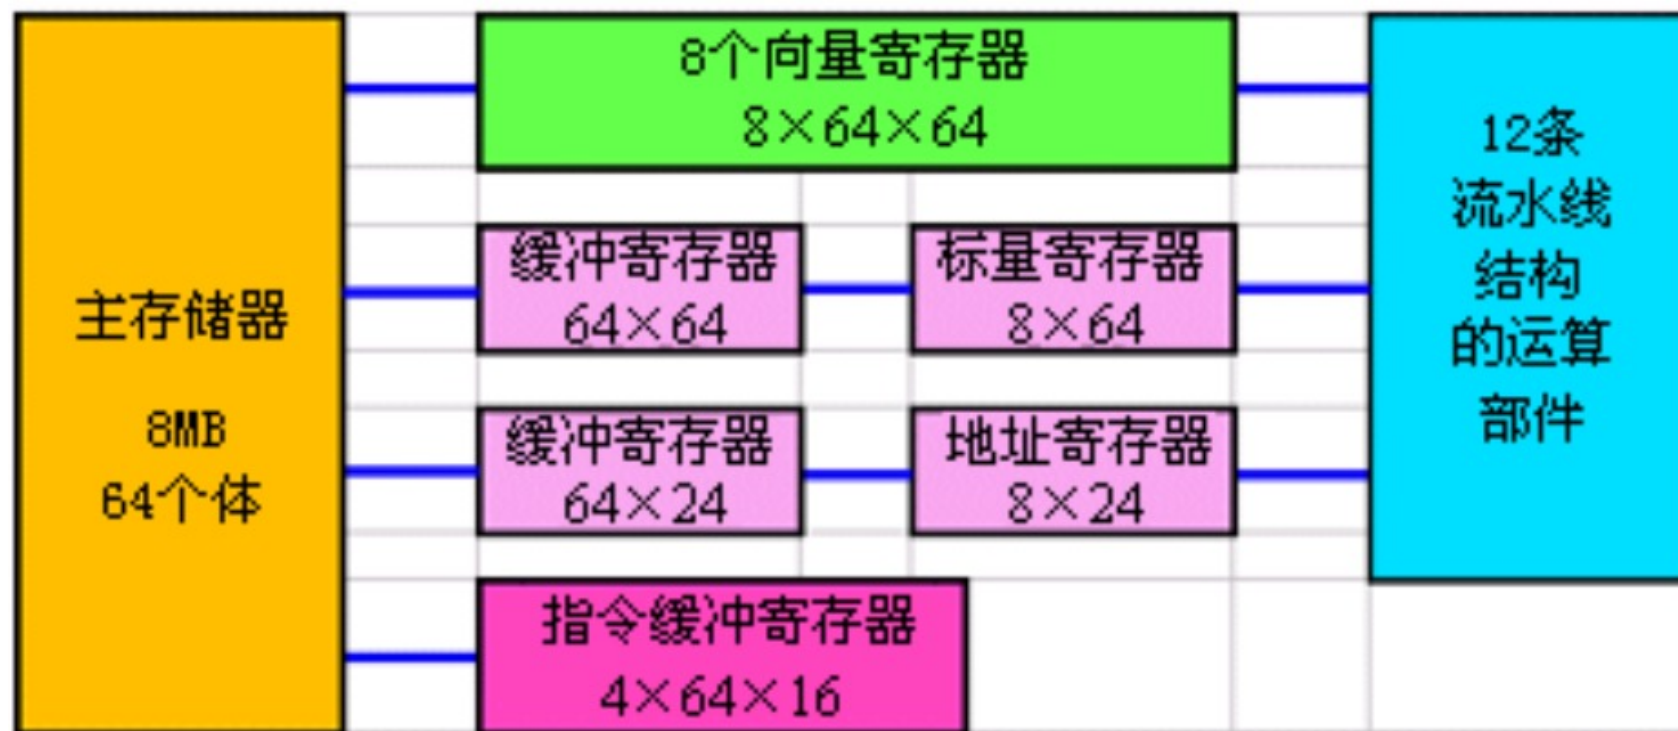 主存储器
8MB
64个体
8个向量寄存器
8×64×64
缓冲寄存器
64×64
标量寄存器
8×64
缓冲寄存器
64×24
地址寄存器
8×24
指令缓冲寄存器
4×64×16
12条
流水线
结构
的运算
部件